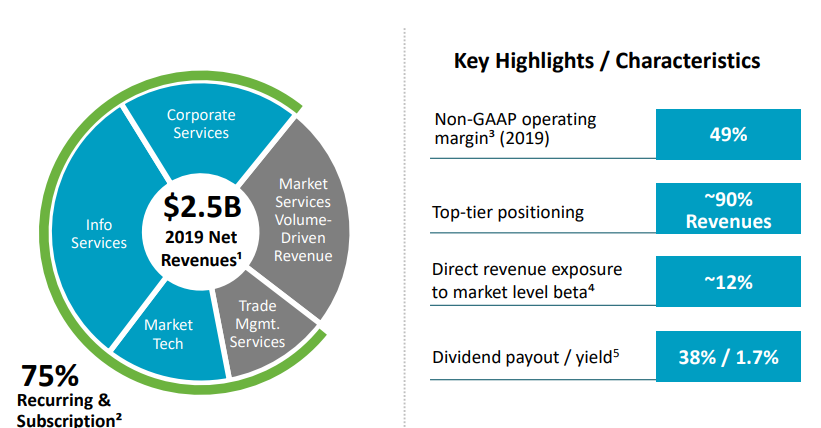 Key Highlights / Characteristics
Corporate
Services
Market
Services
Volume-
Driven
Revenue
Info
Services
$2.5B
2019 Net
Revenues¹
Trade
Mgmt.
Services
Market
Tech
75%
Recurring &
Subscription²
Non-GAAP operating
margin³ (2019)
49%
Top-tier positioning
~90%
Revenues
Direct revenue exposure
to market level beta⁴
~12%
Dividend payout / yield⁵
38% / 1.7%